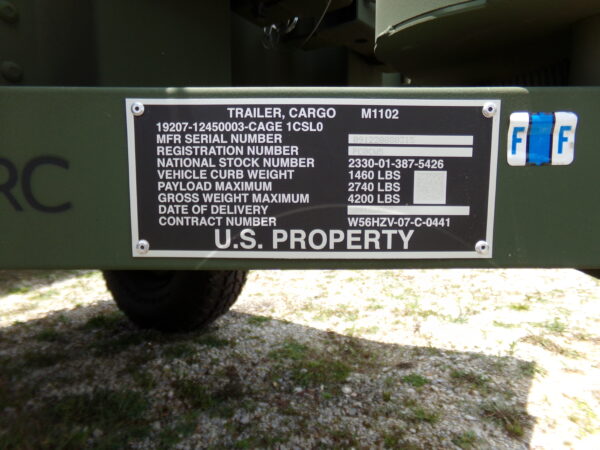 TRAILER, CARGO M1102
19207-12450003-CAGE 1CSL0
MFR SERIAL NUMBER
REGISTRATION NUMBER
NATIONAL STOCK NUMBER 2330-01-387-5426
VEHICLE CURB WEIGHT 1460 LBS
PAYLOAD MAXIMUM 2740 LBS
GROSS WEIGHT MAXIMUM 4200 LBS
DATE OF DELIVERY
CONTRACT NUMBER W56HZV-07-C-0441
U.S. PROPERTY
F F
RC